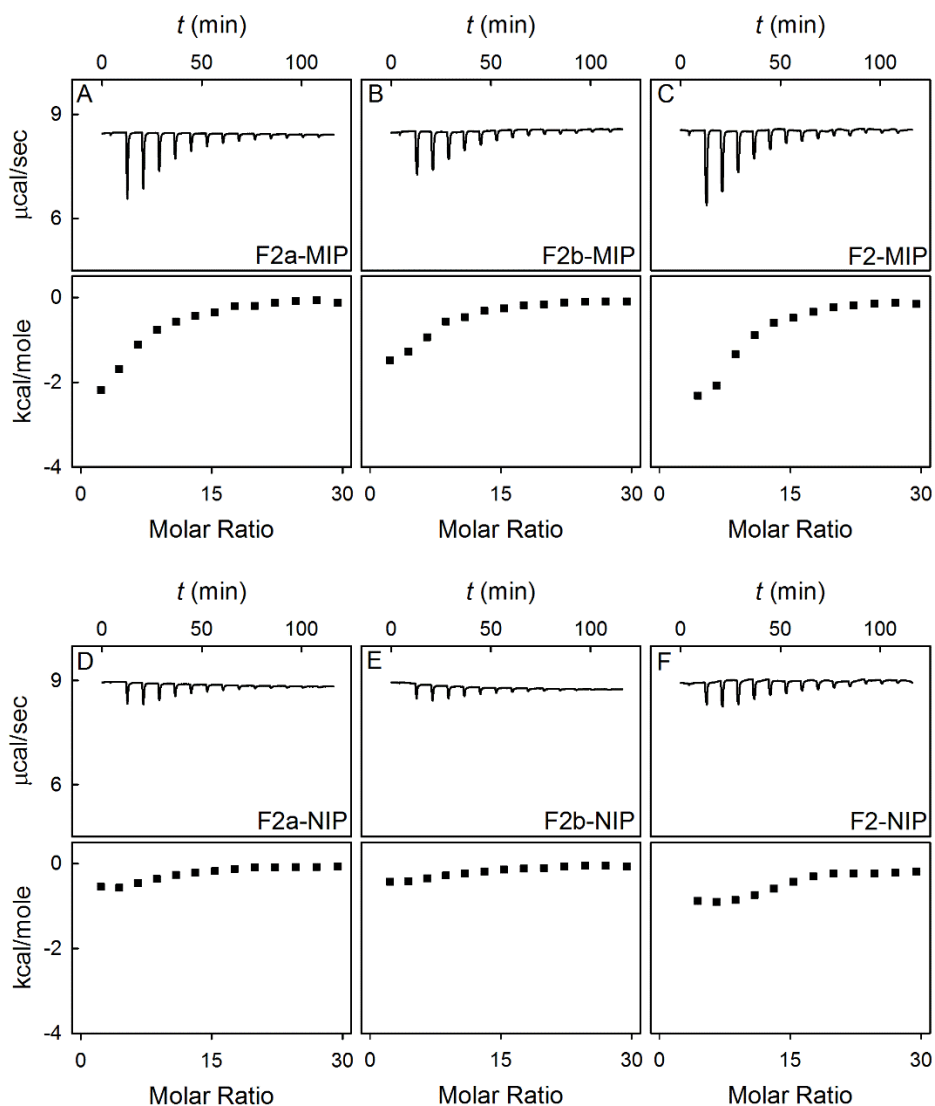 t (min) t (min) t (min)
0 50 100 0 50 100 0 50 100
A B C
9
6
μcal/sec
F2a-MIP F2b-MIP F2-MIP
0
-2
-4
kcal/mole
0 15 30 0 15 30 0 15 30
Molar Ratio Molar Ratio Molar Ratio
t (min) t (min) t (min)
0 50 100 0 50 100 0 50 100
D E F
9
6
μcal/sec
F2a-NIP F2b-NIP F2-NIP
0
-2
-4
kcal/mole
0 15 30 0 15 30 0 15 30
Molar Ratio Molar Ratio Molar Ratio